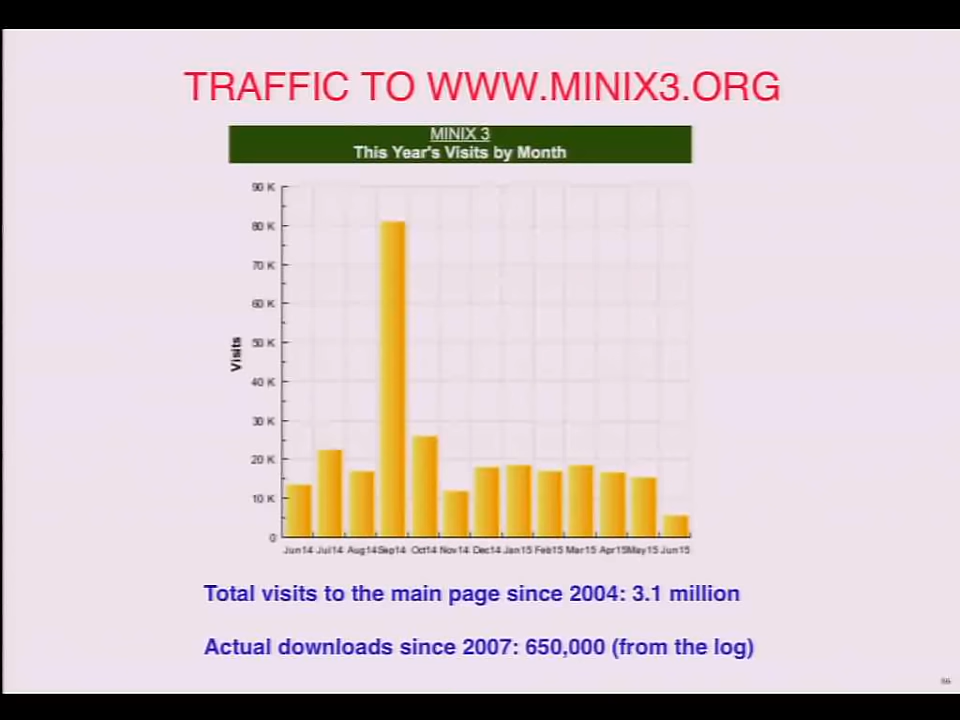 TRAFFIC TO WWW.MINIX3.ORG
MINIX 3
This Year's Visits by Month
90 K
80 K
70 K
60 K
50 K
40 K
30 K
20 K
10 K
0
Visits
Jun14 Jul14 Aug14 Sep14 Oct14 Nov14 Dec14 Jan15 Feb15 Mar15 Apr15 May15 Jun15
Total visits to the main page since 2004: 3.1 million
Actual downloads since 2007: 650,000 (from the log)